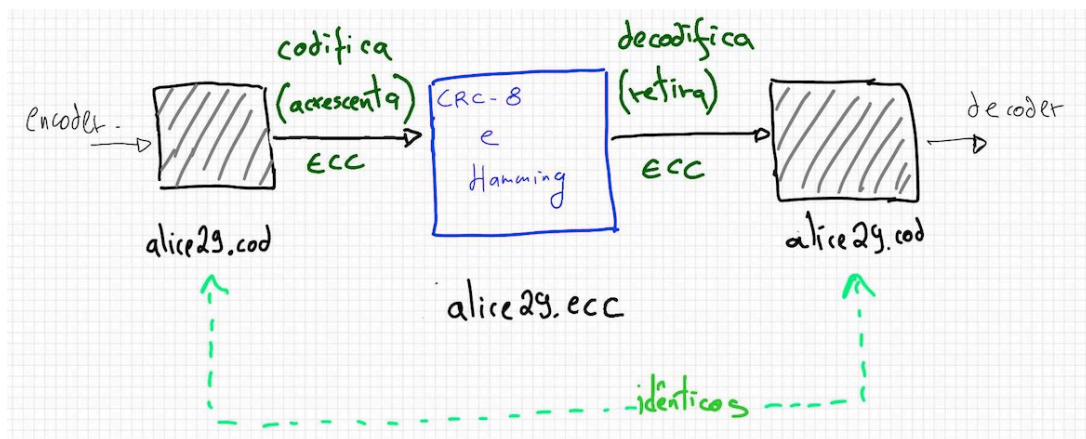 codifica
(acrescenta)
ECC
decodifica
(retira)
ECC
encoder.
CRC-8
e
Hamming
decoder
alice29.cod
alice29.ecc
alice29.cod
idênticos